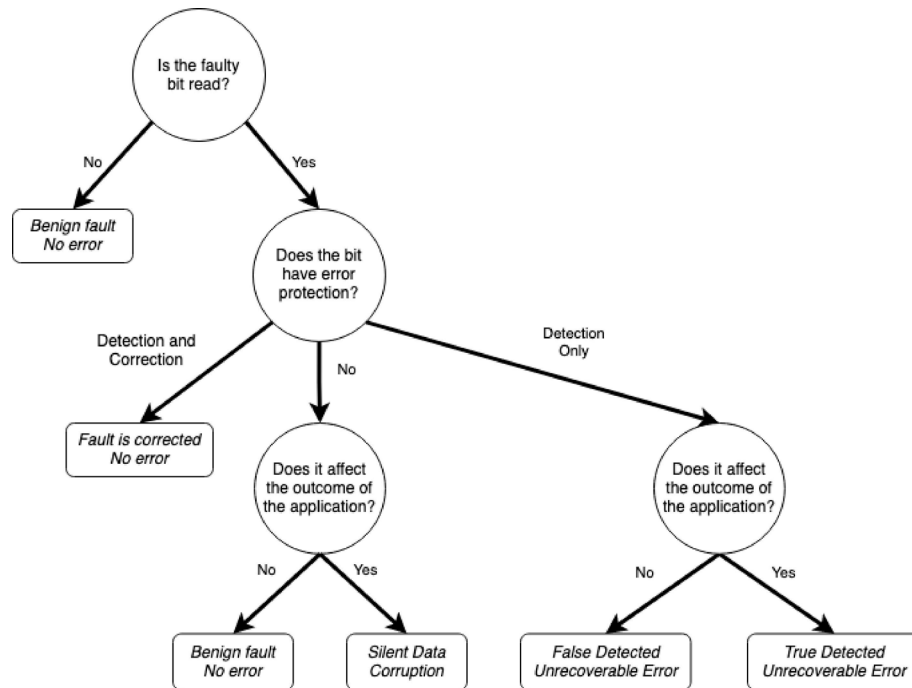 Is the faulty
bit read?
No
Yes
Benign fault
No error
Does the bit
have error
protection?
Detection and
Correction
No
Detection
Only
Fault is corrected
No error
Does it affect
the outcome of
the application?
Does it affect
the outcome of
the application?
No
Yes
No
Yes
Benign fault
No error
Silent Data
Corruption
False Detected
Unrecoverable Error
True Detected
Unrecoverable Error